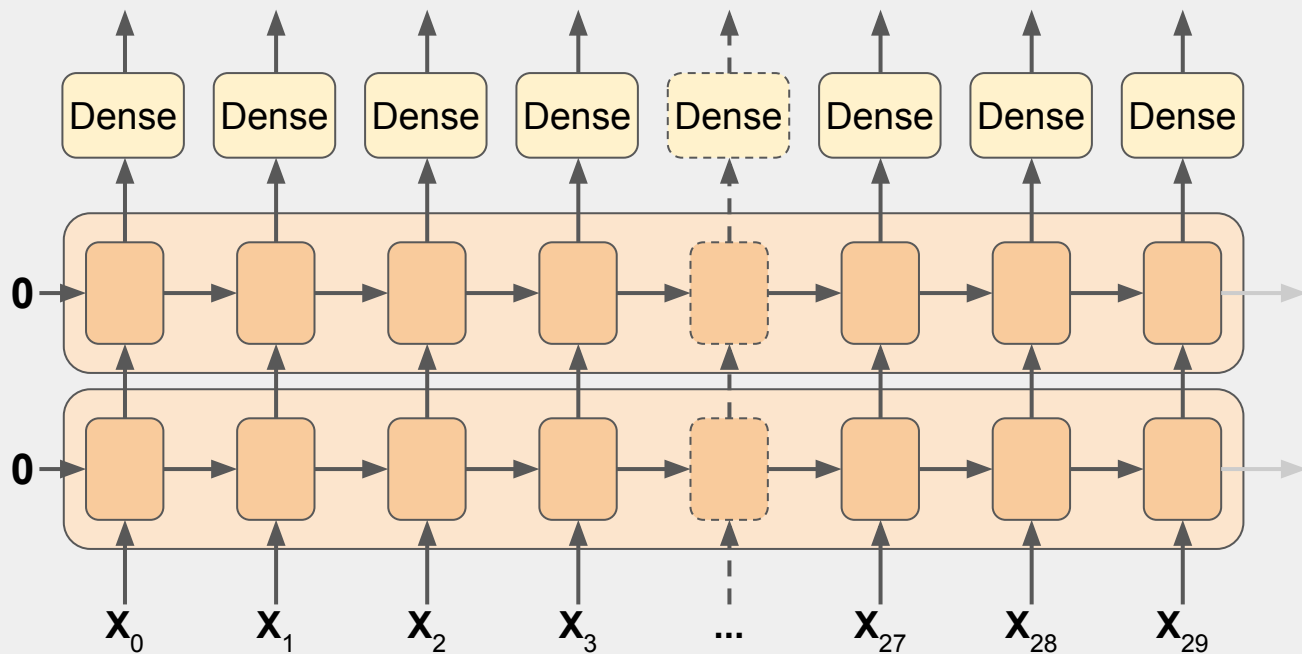 Dense Dense Dense Dense Dense Dense Dense Dense
0
0
X₀ X₁ X₂ X₃ ... X₂₇ X₂₈ X₂₉